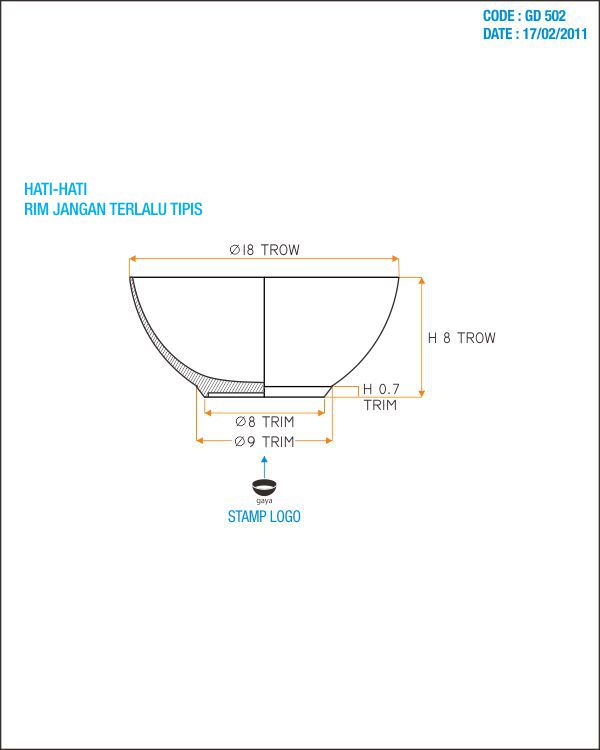 CODE : GD 502
DATE : 17/02/2011
HATI-HATI
RIM JANGAN TERLALU TIPIS
Ø18 TROW
H 8 TROW
H 0.7
TRIM
Ø8 TRIM
Ø9 TRIM
gaya
STAMP LOGO